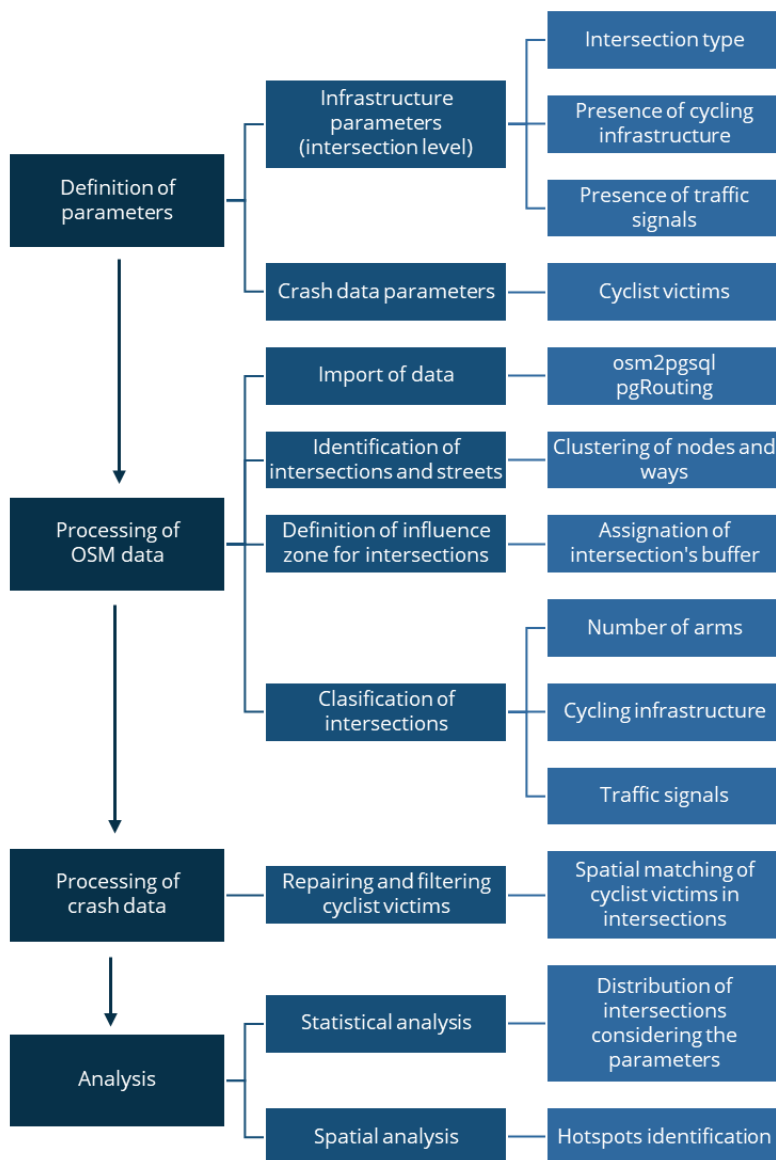 Definition of
parameters
Infrastructure
parameters
(intersection level)
Intersection type
Presence of cycling
infrastructure
Presence of traffic
signals
Crash data parameters
Cyclist victims
Processing of
OSM data
Import of data
osm2pgsql
pgRouting
Identification of
intersections and streets
Clustering of nodes and
ways
Definition of influence
zone for intersections
Assignation of
intersection's buffer
Clasification of
intersections
Number of arms
Cycling infrastructure
Traffic signals
Processing of
crash data
Repairing and filtering
cyclist victims
Spatial matching of
cyclist victims in
intersections
Analysis
Statistical analysis
Distribution of
intersections
considering the
parameters
Spatial analysis
Hotspots identification